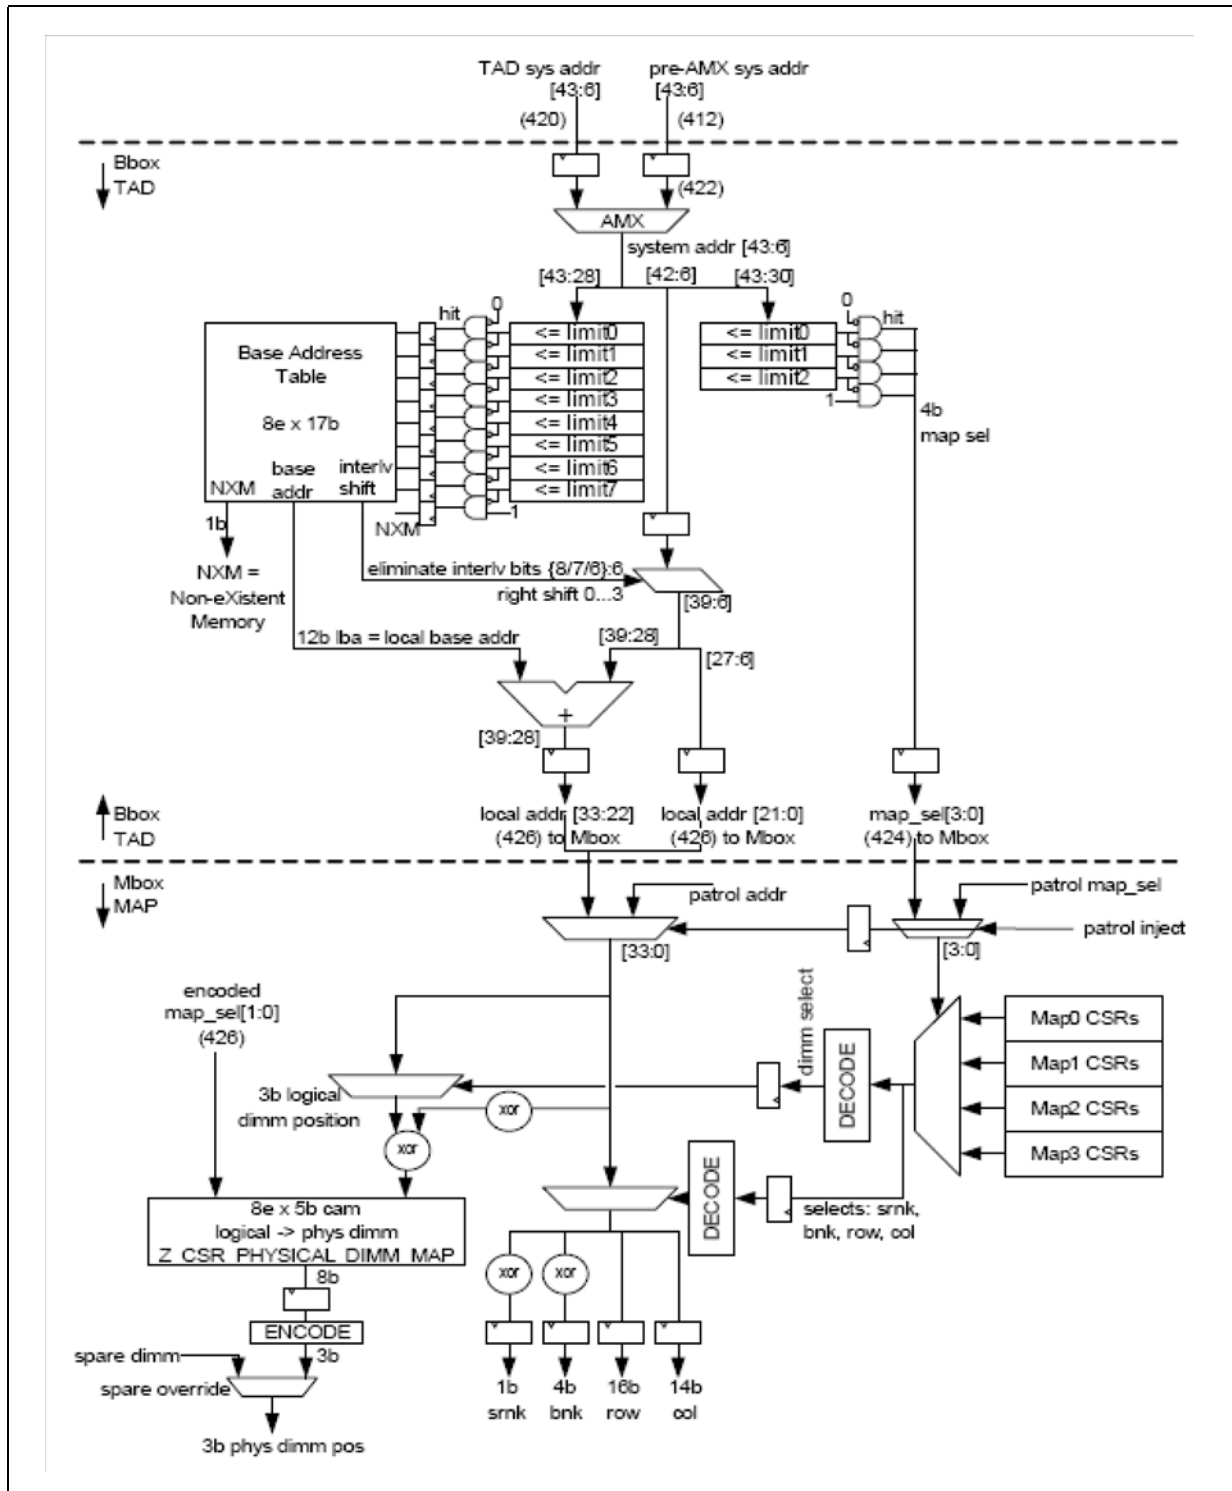 TAD sys addr
[43:6]
pre-AMX sys addr
[43:6]
(420)
(412)
Bbox
TAD
(422)
AMX
system addr [43:6]
[43:28]
[42:6]
[43:30]
hit
0
0
hit
Base Address
Table
8e x 17b
NXM
base
addr
interlv
shift
<= limit0
<= limit1
<= limit2
<= limit3
<= limit4
<= limit5
<= limit6
<= limit7
<= limit0
<= limit1
<= limit2
1
4b
map sel
1b
NXM
1
NXM =
Non-eXistent
Memory
eliminate interlv bits {8/7/6}:6
right shift 0...3
[39:6]
12b lba = local base addr
[39:28]
[27:6]
+
[39:28]
Bbox
TAD
local addr [33:22]
(426) to Mbox
local addr [21:0]
(426) to Mbox
map_sel[3:0]
(424) to Mbox
Mbox
MAP
patrol addr
patrol map_sel
patrol inject
[33:0]
[3:0]
encoded
map_sel[1:0]
(426)
dimm select
DECODE
Map0 CSRs
Map1 CSRs
Map2 CSRs
Map3 CSRs
3b logical
dimm position
xor
xor
DECODE
selects: srnk,
bnk, row, col
8e x 5b cam
logical -> phys dimm
Z_CSR_PHYSICAL_DIMM_MAP
8b
xor
xor
ENCODE
spare dimm
3b
spare override
1b
srnk
4b
bnk
16b
row
14b
col
3b phys dimm pos